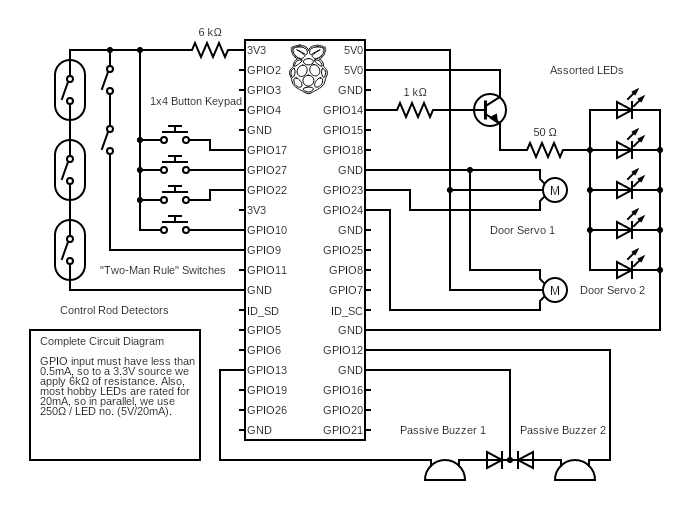 6 kΩ
3V3
5V0
GPIO2
5V0
Assorted LEDs
GPIO3
GND
1 kΩ
1x4 Button Keypad
GPIO4
GPIO14
GND
GPIO15
50 Ω
GPIO17
GPIO18
GPIO27
GND
GPIO22
GPIO23
M
3V3
GPIO24
GPIO10
GND
Door Servo 1
GPIO9
GPIO25
"Two-Man Rule" Switches
GPIO11
GPIO8
GND
GPIO7
M
Door Servo 2
Control Rod Detectors
ID_SD
ID_SC
GPIO5
GND
Complete Circuit Diagram
GPIO6
GPIO12
GPIO input must have less than
0.5mA, so to a 3.3V source we
apply 6kΩ of resistance. Also,
most hobby LEDs are rated for
20mA, so in parallel, we use
250Ω / LED no. (5V/20mA).
GPIO13
GND
GPIO19
GPIO16
GPIO26
GPIO20
GND
GPIO21
Passive Buzzer 1
Passive Buzzer 2